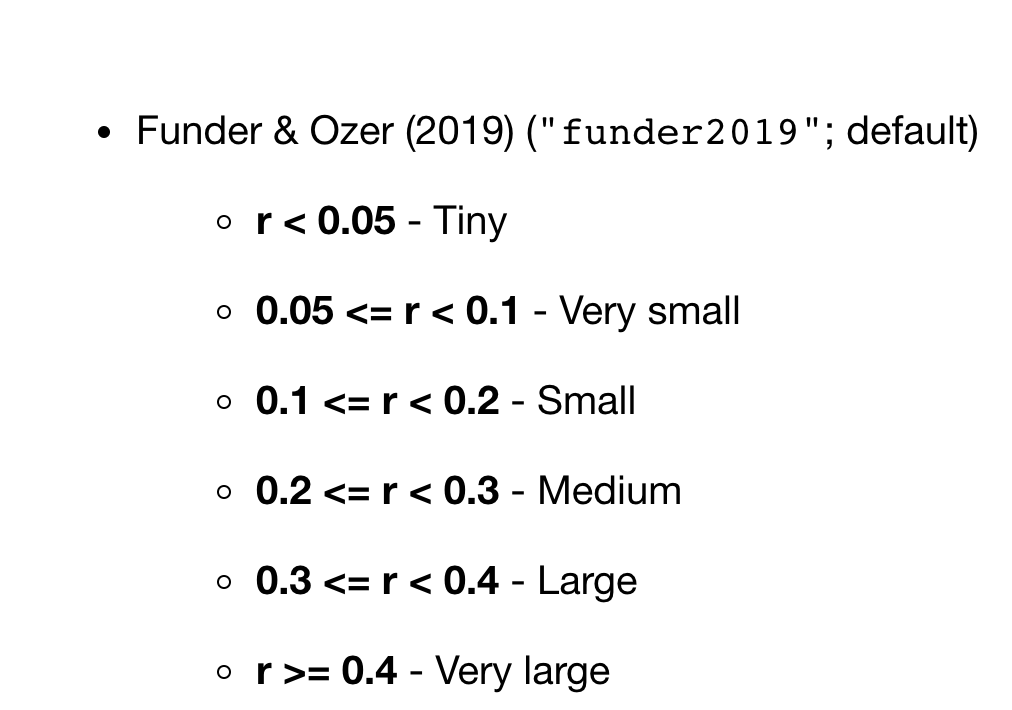 • Funder & Ozer (2019) ("funder2019"; default)
○ r < 0.05 - Tiny
○ 0.05 <= r < 0.1 - Very small
○ 0.1 <= r < 0.2 - Small
○ 0.2 <= r < 0.3 - Medium
○ 0.3 <= r < 0.4 - Large
○ r >= 0.4 - Very large